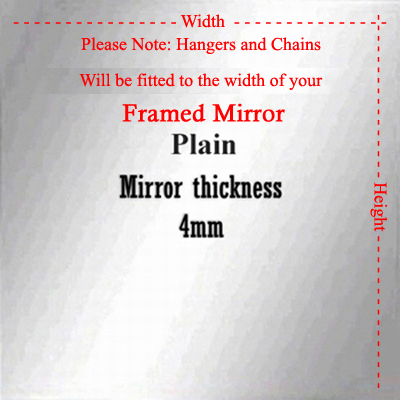 Width
Please Note: Hangers and Chains
Will be fitted to the width of your
Framed Mirror
Plain
Mirror thickness
4mm
Height